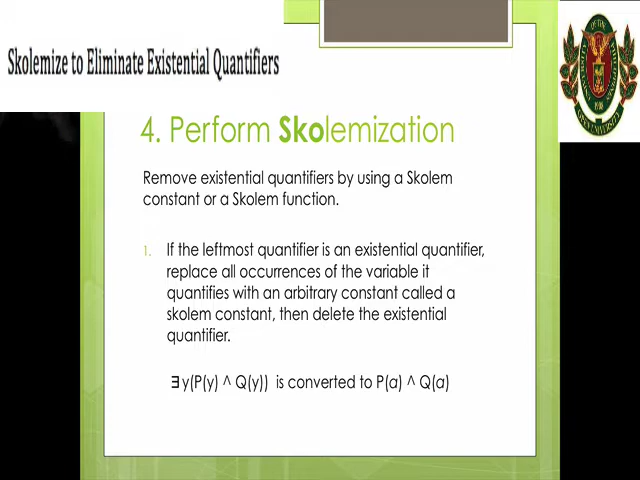 Skolemize to Eliminate Existential Quantifiers
4. Perform Skolemization
Remove existential quantifiers by using a Skolem
constant or a Skolem function.
1. If the leftmost quantifier is an existential quantifier,
replace all occurrences of the variable it
quantifies with an arbitrary constant called a
skolem constant, then delete the existential
quantifier.
∃y(P(y) ^ Q(y)) is converted to P(a) ^ Q(a)